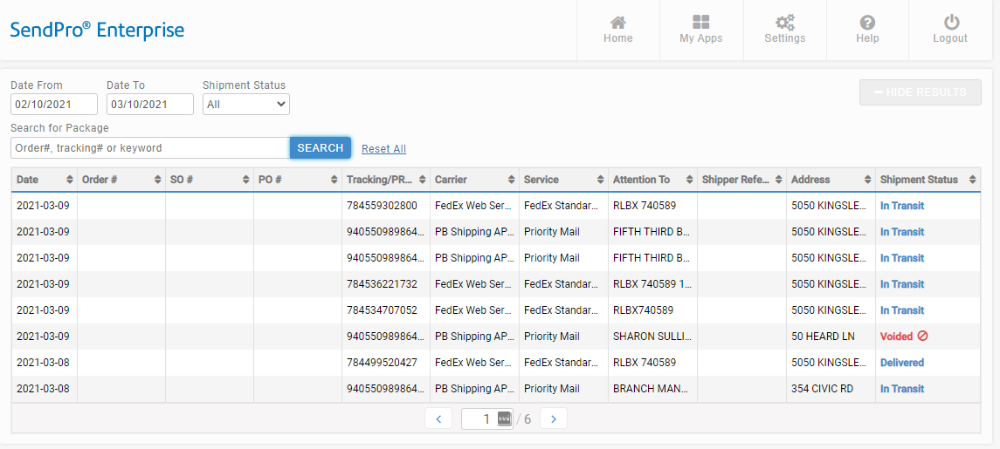 SendPro® Enterprise
Home
My Apps
Settings
Help
Logout
Date From Date To Shipment Status
02/10/2021 03/10/2021 All
HIDE RESULTS
Search for Package
Order#, tracking# or keyword SEARCH Reset All
Date Order # SO # PO # Tracking/PR... Carrier Service Attention To Shipper Refe... Address Shipment Status
2021-03-09 784559302800 FedEx Web Ser... FedEx Standar... RLBX 740589 5050 KINGSLE... In Transit
2021-03-09 940550989864... PB Shipping AP... Priority Mail FIFTH THIRD B... 5050 KINGSLE... In Transit
2021-03-09 940550989864... PB Shipping AP... Priority Mail FIFTH THIRD B... 5050 KINGSLE... In Transit
2021-03-09 784536221732 FedEx Web Ser... FedEx Standar... RLBX 740589 1... 5050 KINGSLE... In Transit
2021-03-09 784534707052 FedEx Web Ser... FedEx Standar... RLBX740589 5050 KINGSLE... In Transit
2021-03-09 940550989864... PB Shipping AP... Priority Mail SHARON SULLI... 50 HEARD LN Voided
2021-03-08 784499520427 FedEx Web Ser... FedEx Standar... RLBX 740589 5050 KINGSLE... Delivered
2021-03-08 940550989864... PB Shipping AP... Priority Mail BRANCH MAN... 354 CIVIC RD In Transit
1 / 6